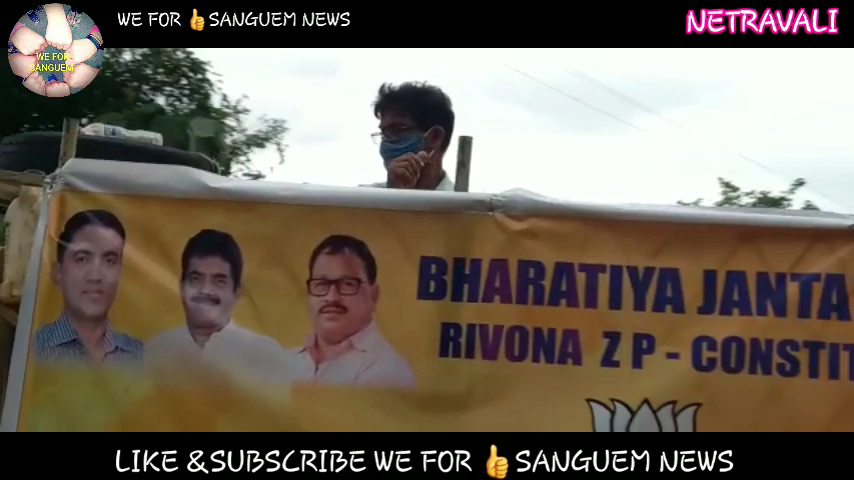 WE FOR 👍SANGUEM NEWS
NETRAVALI
WE FOR
SANGUEM
BHARATIYA JANTA
RIVONA Z P - CONSTIT
LIKE &SUBSCRIBE WE FOR 👍SANGUEM NEWS